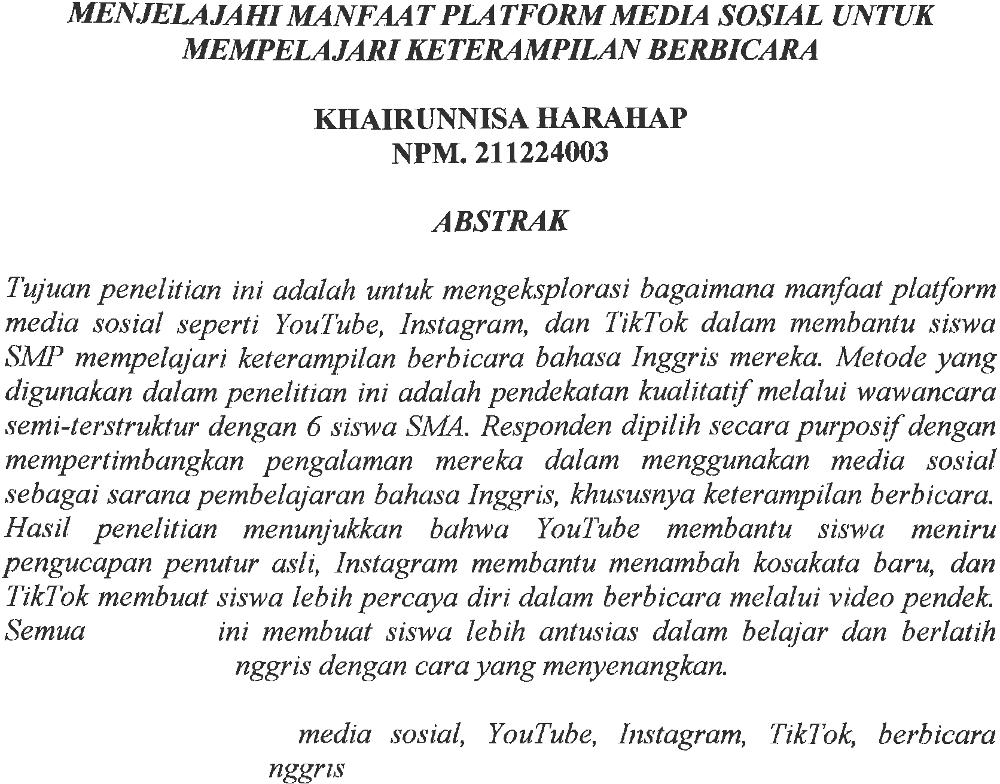 MENJELAJAHI MANFAAT PLATFORM MEDIA SOSIAL UNTUK
MEMPELAJARI KETERAMPILAN BERBICARA
KHAIRUNNISA HARAHAP
NPM. 211224003
ABSTRAK
Tujuan penelitian ini adalah untuk mengeksplorasi bagaimana manfaat platform
media sosial seperti YouTube, Instagram, dan TikTok dalam membantu siswa
SMP mempelajari keterampilan berbicara bahasa Inggris mereka. Metode yang
digunakan dalam penelitian ini adalah pendekatan kualitatif melalui wawancara
semi-terstruktur dengan 6 siswa SMA. Responden dipilih secara purposif dengan
mempertimbangkan pengalaman mereka dalam menggunakan media sosial
sebagai sarana pembelajaran bahasa Inggris, khususnya keterampilan berbicara.
Hasil penelitian menunjukkan bahwa YouTube membantu siswa meniru
pengucapan penutur asli, Instagram membantu menambah kosakata baru, dan
TikTok membuat siswa lebih percaya diri dalam berbicara melalui video pendek.
Semua ini membuat siswa lebih antusias dalam belajar dan berlatih
nggris dengan cara yang menyenangkan.
media sosial, YouTube, Instagram, TikTok, berbicara
nggris